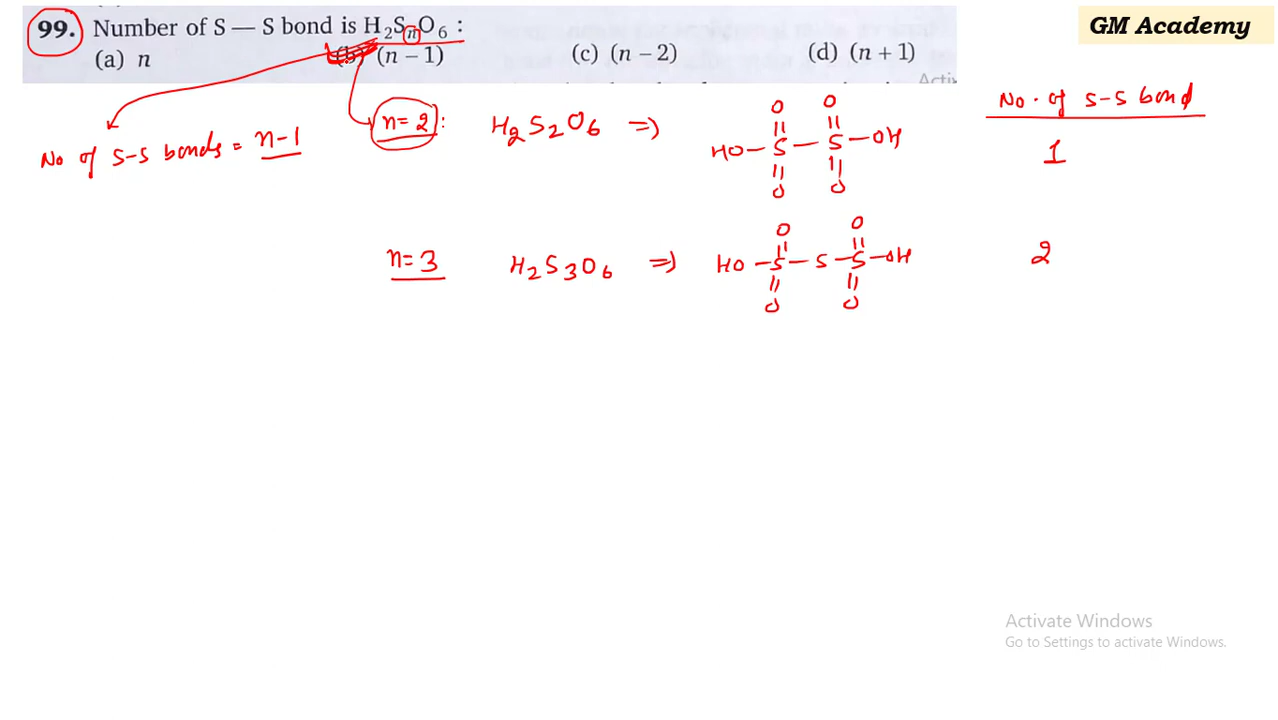 GM Academy
99. Number of S — S bond is H₂SₙO₆ :
(a) n (b) (n − 1) (c) (n − 2) (d) (n + 1)
Acti
No. of S-S bond
No of S-S bonds = n-1
n=2 : H₂S₂O₆ ⇒ HO-S-S-OH 1
O O
O O
n=3 H₂S₃O₆ ⇒ HO-S-S-S-OH 2
O O
O O
Activate Windows
Go to Settings to activate Windows.